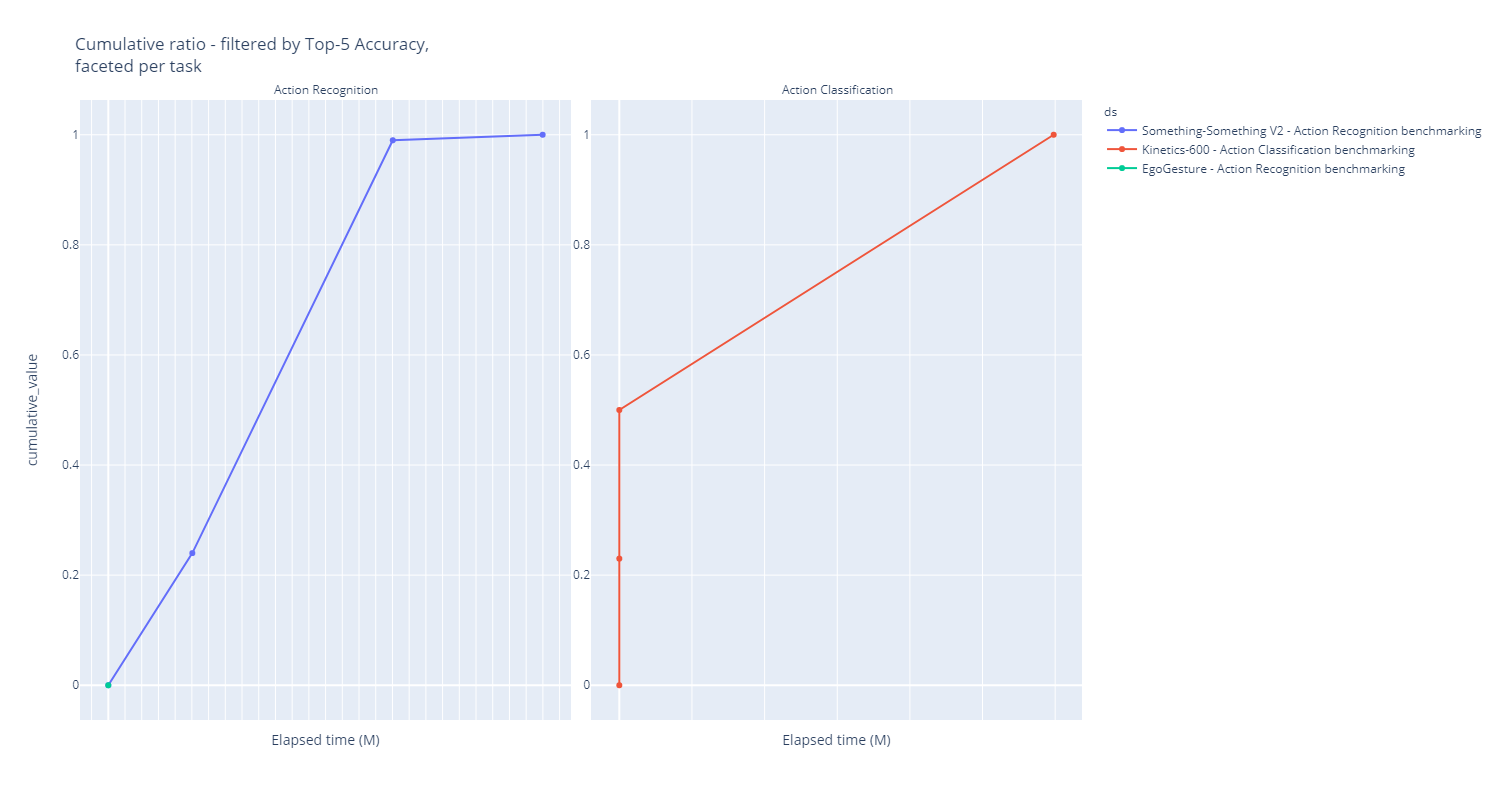 Cumulative ratio - filtered by Top-5 Accuracy,
faceted per task
Action Recognition
Action Classification
ds
Something-Something V2 - Action Recognition benchmarking
Kinetics-600 - Action Classification benchmarking
EgoGesture - Action Recognition benchmarking
cumulative_value
1
0.8
0.6
0.4
0.2
0
1
0.8
0.6
0.4
0.2
0
Elapsed time (M)
Elapsed time (M)